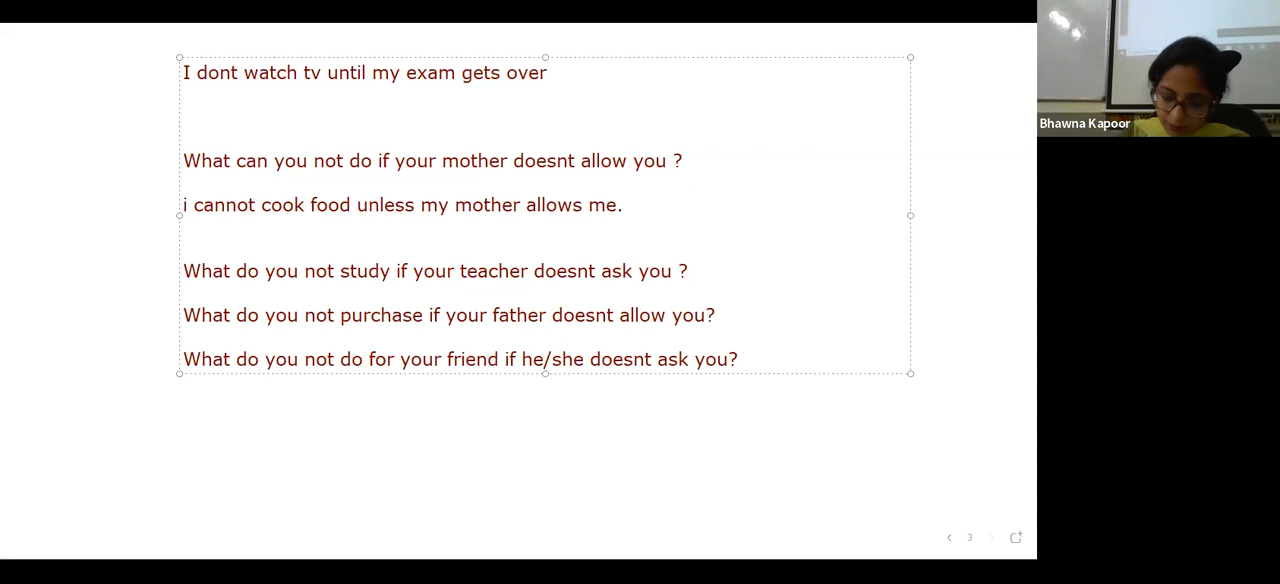 I dont watch tv until my exam gets over
What can you not do if your mother doesnt allow you ?
i cannot cook food unless my mother allows me.
What do you not study if your teacher doesnt ask you ?
What do you not purchase if your father doesnt allow you?
What do you not do for your friend if he/she doesnt ask you?
3
Bhawna Kapoor